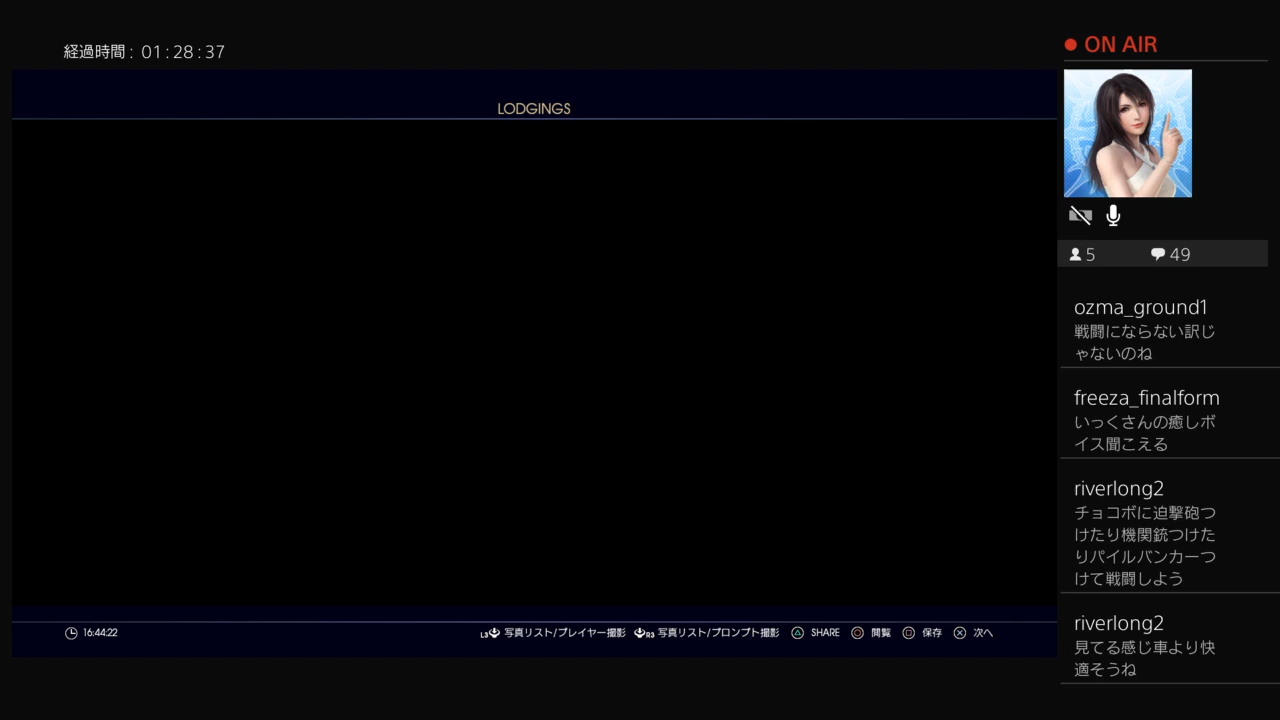 経過時間 : 01 : 28 : 37
ON AIR
LODGINGS
5 49
ozma_ground1
戦闘にならない訳じ
ゃないのね
freeza_finalform
いっくさんの癒しボ
イス聞こえる
riverlong2
チョコボに迫撃砲つ
けたり機関銃つけた
りパイルバンカーつ
けて戦闘しよう
riverlong2
見てる感じ車より快
適そうね
16:44:22 L3 写真リスト/プレイヤー撮影 R3 写真リスト/プロンプト撮影 SHARE 閲覧 保存 次へ